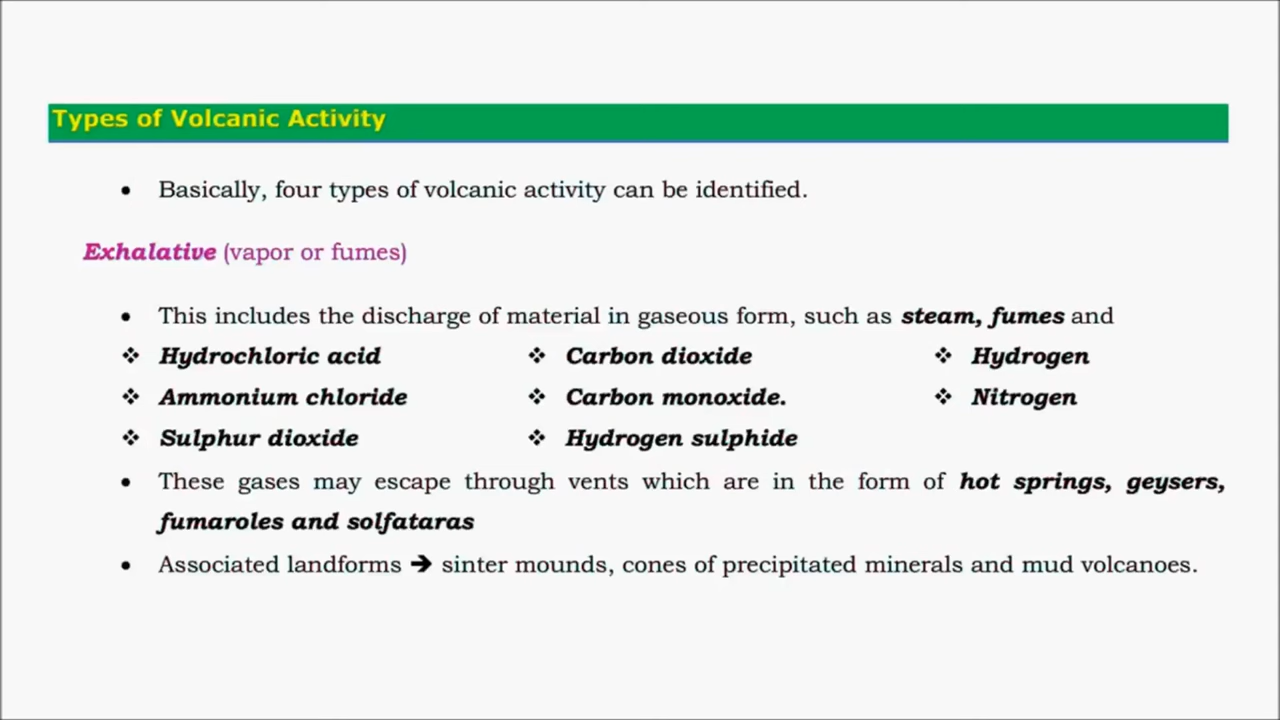 Types of Volcanic Activity
• Basically, four types of volcanic activity can be identified.
Exhalative (vapor or fumes)
• This includes the discharge of material in gaseous form, such as steam, fumes and
❖ Hydrochloric acid ❖ Carbon dioxide ❖ Hydrogen
❖ Ammonium chloride ❖ Carbon monoxide. ❖ Nitrogen
❖ Sulphur dioxide ❖ Hydrogen sulphide
• These gases may escape through vents which are in the form of hot springs, geysers,
fumaroles and solfataras
• Associated landforms ➔ sinter mounds, cones of precipitated minerals and mud volcanoes.